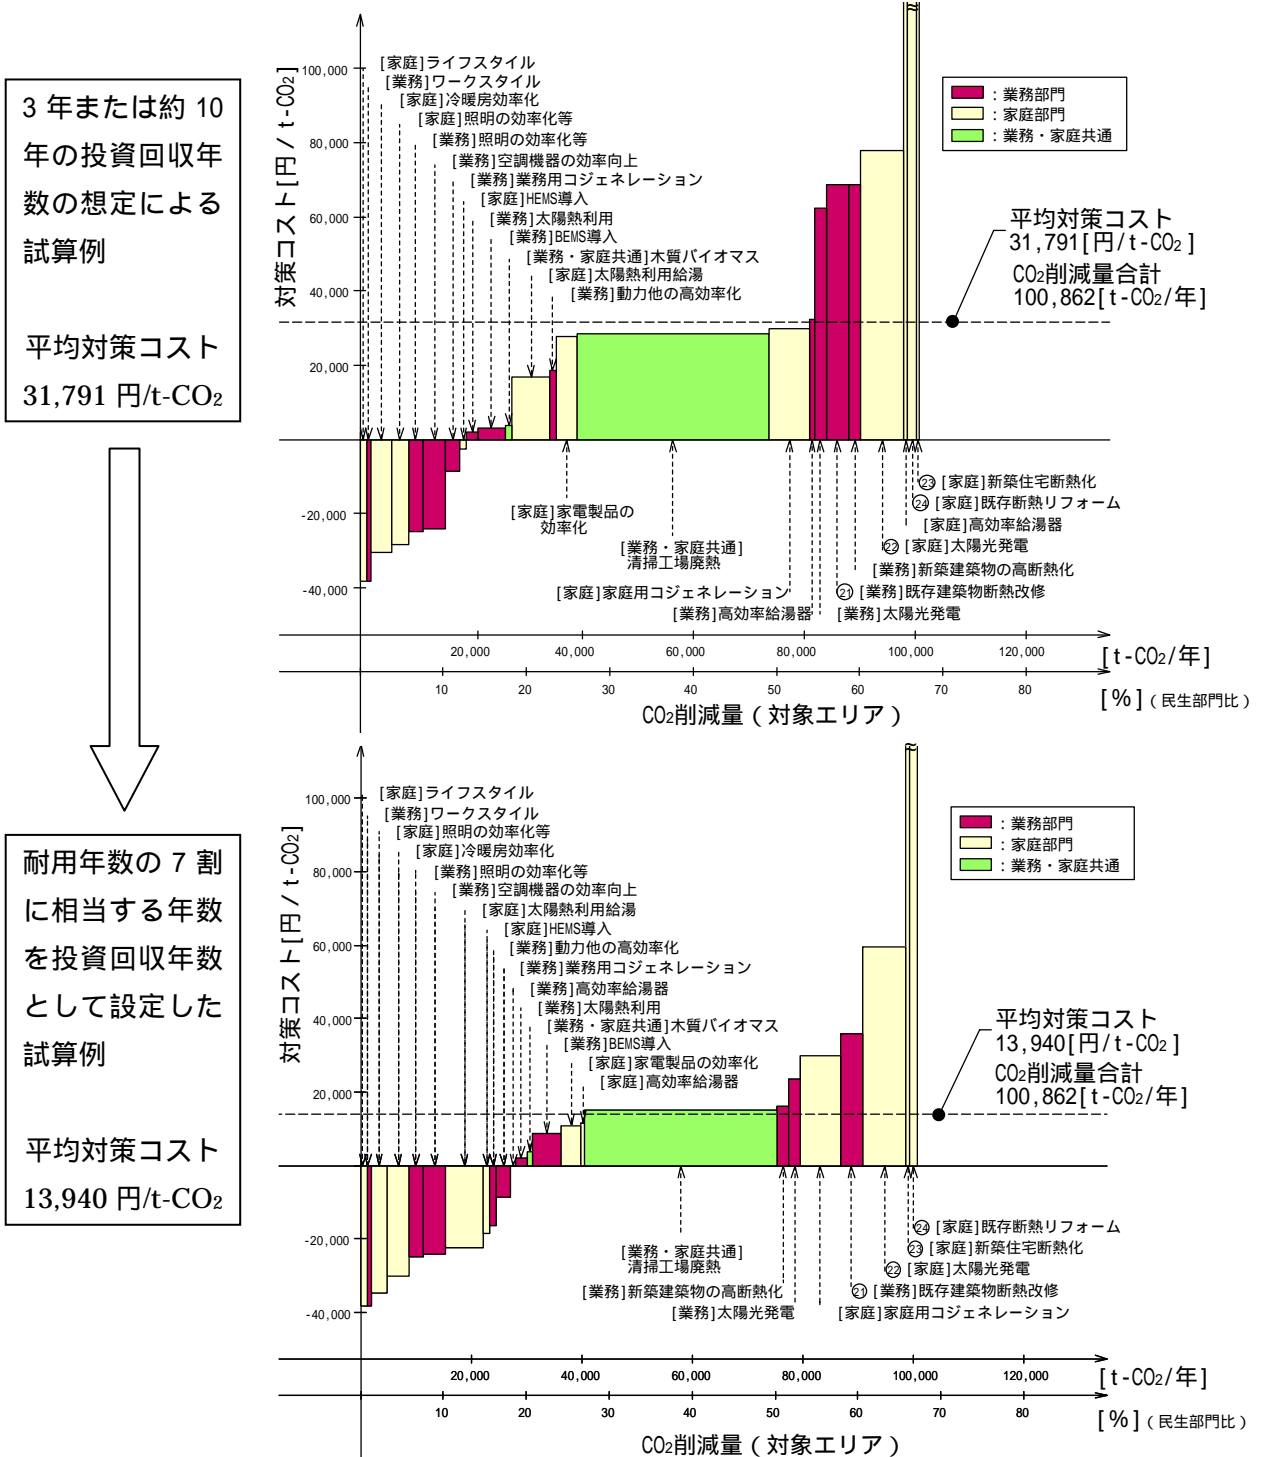 3 年または約 10
年の投資回収年
数の想定による
試算例
平均対策コスト
31,791 円/t-CO2
対策コスト[円/t-CO2]
100,000
80,000
60,000
40,000
20,000
-20,000
-40,000
[家庭]ライフスタイル
[業務]ワークスタイル
[家庭]冷暖房効率化
[家庭]照明の効率化等
[業務]照明の効率化等
[業務]空調機器の効率向上
[業務]業務用コジェネレーション
[家庭]HEMS導入
[業務]太陽熱利用
[業務]BEMS導入
[業務・家庭共通]木質バイオマス
[家庭]太陽熱利用給湯
[業務]動力他の高効率化
:業務部門
:家庭部門
:業務・家庭共通
平均対策コスト
31,791[円/t-CO2]
CO2削減量合計
100,862[t-CO2/年]
[家庭]家電製品の
効率化
[業務・家庭共通]
清掃工場廃熱
[家庭]家庭用コジェネレーション
[業務]高効率給湯器
㉓ [家庭]新築住宅断熱化
㉔ [家庭]既存断熱リフォーム
[家庭]高効率給湯器
㉒ [家庭]太陽光発電
[業務]新築建築物の高断熱化
㉑ [業務]既存建築物断熱改修
[業務]太陽光発電
20,000 40,000 60,000 80,000 100,000 120,000 [t-CO2/年]
10 20 30 40 50 60 70 80 [%](民生部門比)
CO2削減量(対象エリア)
耐用年数の 7 割
に相当する年数
を投資回収年数
として設定した
試算例
平均対策コスト
13,940 円/t-CO2
対策コスト[円/t-CO2]
100,000
80,000
60,000
40,000
20,000
-20,000
-40,000
[家庭]ライフスタイル
[業務]ワークスタイル
[家庭]照明の効率化等
[家庭]冷暖房効率化
[業務]照明の効率化等
[業務]空調機器の効率向上
[家庭]太陽熱利用給湯
[家庭]HEMS導入
[業務]動力他の高効率化
[業務]業務用コジェネレーション
[業務]高効率給湯器
[業務]太陽熱利用
[業務・家庭共通]木質バイオマス
[業務]BEMS導入
[家庭]家電製品の効率化
[家庭]高効率給湯器
:業務部門
:家庭部門
:業務・家庭共通
平均対策コスト
13,940[円/t-CO2]
CO2削減量合計
100,862[t-CO2/年]
[業務・家庭共通]
清掃工場廃熱
[業務]新築建築物の高断熱化
[業務]太陽光発電
㉔ [家庭]既存断熱リフォーム
㉓ [家庭]新築住宅断熱化
㉒ [家庭]太陽光発電
㉑ [業務]既存建築物断熱改修
[家庭]家庭用コジェネレーション
20,000 40,000 60,000 80,000 100,000 120,000 [t-CO2/年]
10 20 30 40 50 60 70 80 [%](民生部門比)
CO2削減量(対象エリア)